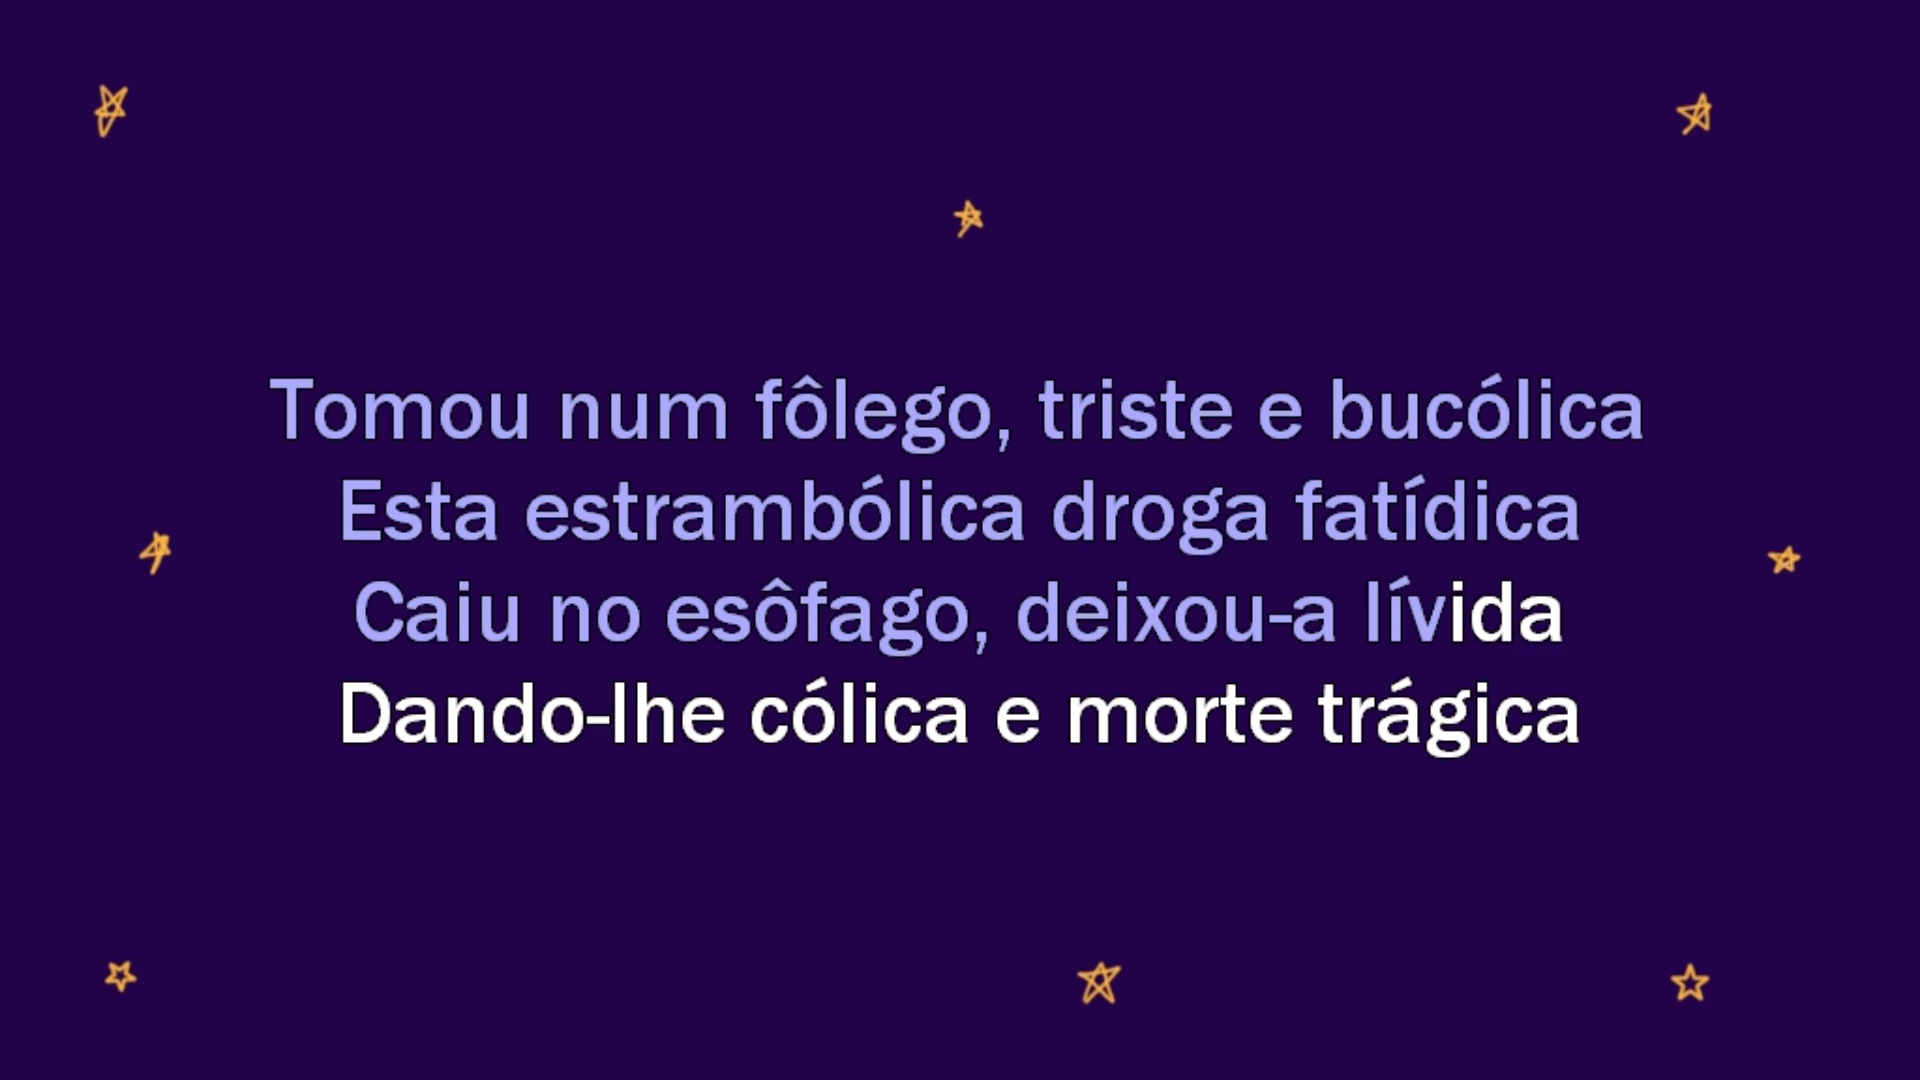 Tomou num fôlego, triste e bucólica
Esta estrambólica droga fatídica
Caiu no esôfago, deixou-a lívida
Dando-lhe cólica e morte trágica